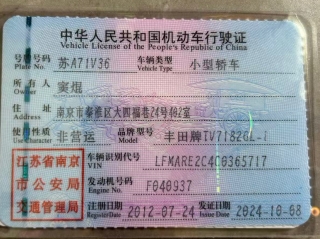 中华人民共和国机动车行驶证
Vehicle License of the People's Republic of China
号牌号码 苏A71V36 车辆类型 小型轿车
Plate No. Vehicle Type
所有人 窦焜
Owner
住址 南京市秦淮区大四福巷24号402室
使用性质 非营运 品牌型号 丰田牌TV7182GL-I
Use Character Model
江苏省南京 车辆识别代号 LFMARE2C4C0365717
VIN
市公安局 发动机号码 F040937
Engine No.
交通管理局 注册日期 2012-07-24 发证日期 2024-10-08
Register Date Issue Date